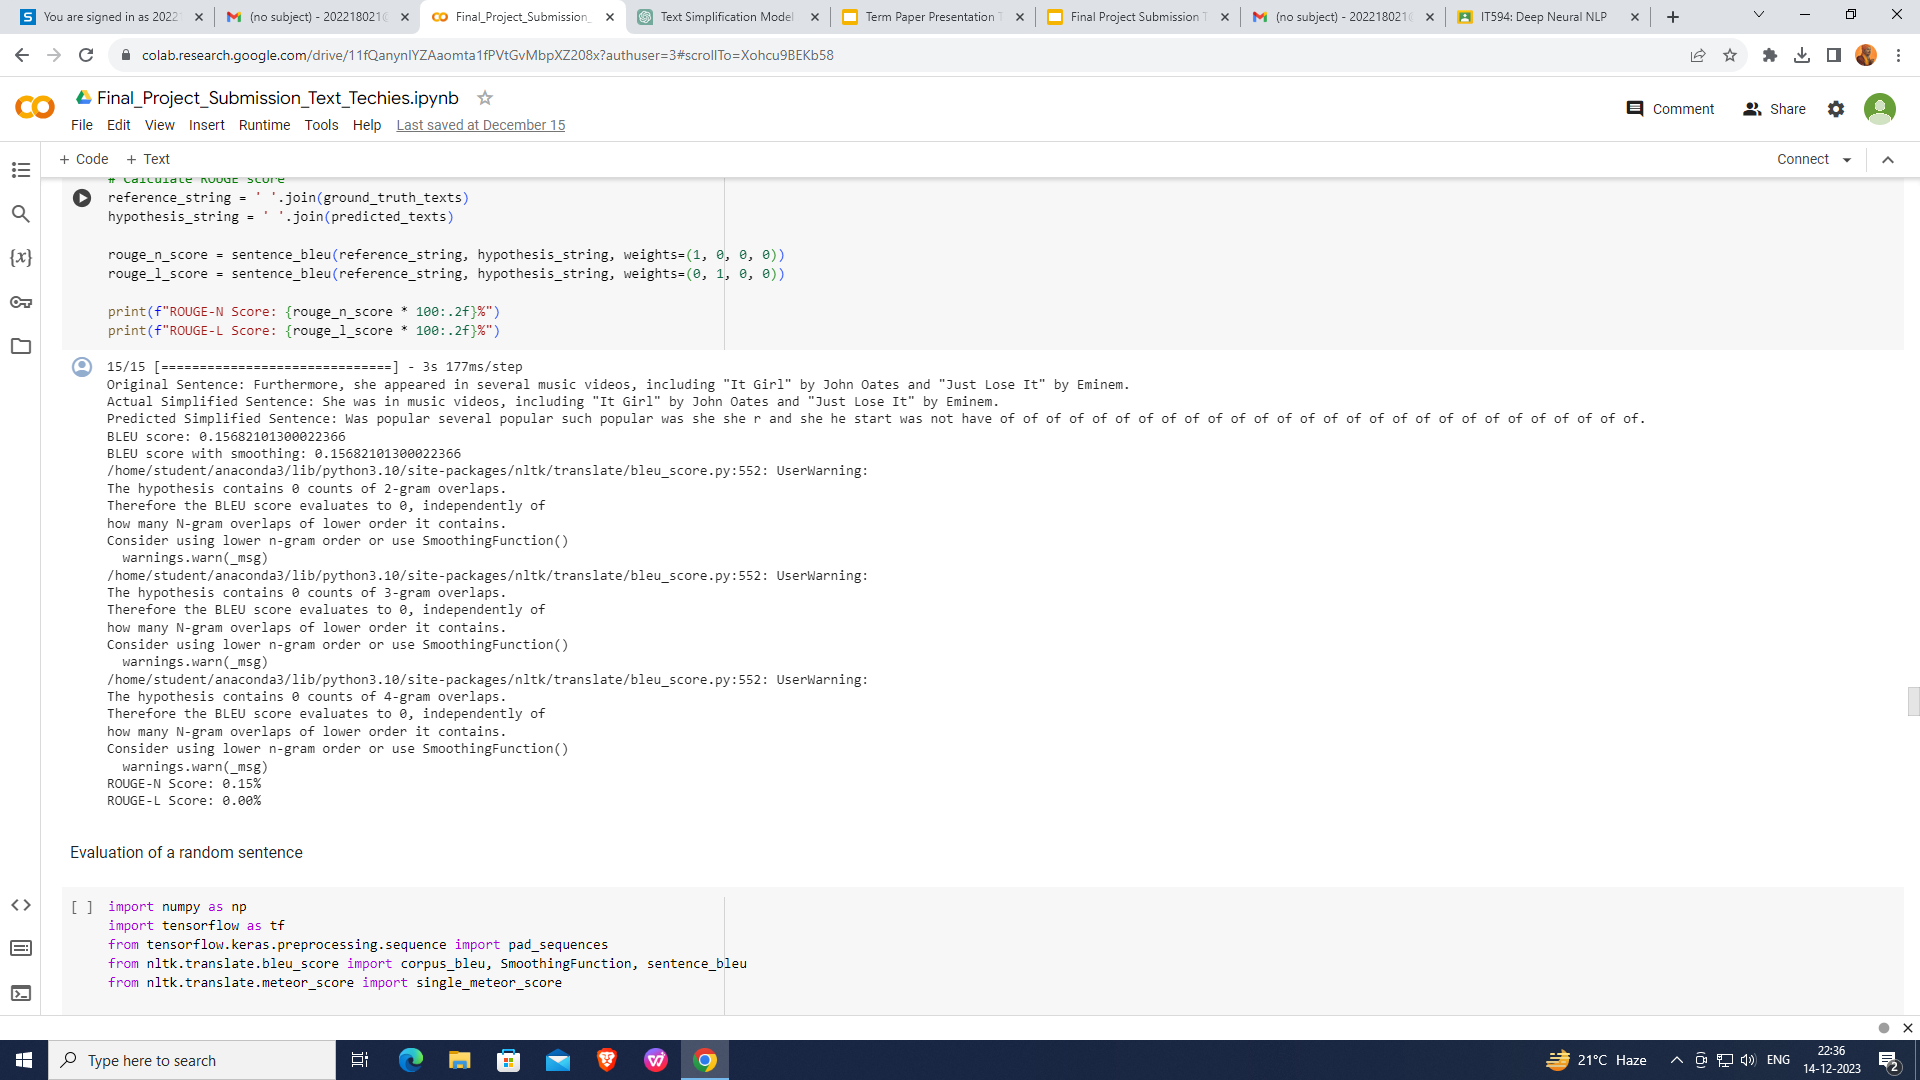 You are signed in as 2022
(no subject) - 202218021@
Final_Project_Submission_
Text Simplification Model
Term Paper Presentation T
Final Project Submission T
(no subject) - 202218021@
IT594: Deep Neural NLP
colab.research.google.com/drive/11fQanynlYZAaomta1fPVtGvMbpXZ208x?authuser=3#scrollTo=Xohcu9BEKb58
Final_Project_Submission_Text_Techies.ipynb
Comment
Share
File Edit View Insert Runtime Tools Help Last saved at December 15
+ Code + Text
Connect
# Calculate ROUGE score
reference_string = ' '.join(ground_truth_texts)
hypothesis_string = ' '.join(predicted_texts)
rouge_n_score = sentence_bleu(reference_string, hypothesis_string, weights=(1, 0, 0, 0))
rouge_l_score = sentence_bleu(reference_string, hypothesis_string, weights=(0, 1, 0, 0))
print(f"ROUGE-N Score: {rouge_n_score * 100:.2f}%")
print(f"ROUGE-L Score: {rouge_l_score * 100:.2f}%")
15/15 [==============================] - 3s 177ms/step
Original Sentence: Furthermore, she appeared in several music videos, including "It Girl" by John Oates and "Just Lose It" by Eminem.
Actual Simplified Sentence: She was in music videos, including "It Girl" by John Oates and "Just Lose It" by Eminem.
Predicted Simplified Sentence: Was popular several popular such popular was she she r and she he start was not have of of of of of of of of of of of of of of of of of of of of of of of of of of of of.
BLEU score: 0.15682101300022366
BLEU score with smoothing: 0.15682101300022366
/home/student/anaconda3/lib/python3.10/site-packages/nltk/translate/bleu_score.py:552: UserWarning:
The hypothesis contains 0 counts of 2-gram overlaps.
Therefore the BLEU score evaluates to 0, independently of
how many N-gram overlaps of lower order it contains.
Consider using lower n-gram order or use SmoothingFunction()
warnings.warn(_msg)
/home/student/anaconda3/lib/python3.10/site-packages/nltk/translate/bleu_score.py:552: UserWarning:
The hypothesis contains 0 counts of 3-gram overlaps.
Therefore the BLEU score evaluates to 0, independently of
how many N-gram overlaps of lower order it contains.
Consider using lower n-gram order or use SmoothingFunction()
warnings.warn(_msg)
/home/student/anaconda3/lib/python3.10/site-packages/nltk/translate/bleu_score.py:552: UserWarning:
The hypothesis contains 0 counts of 4-gram overlaps.
Therefore the BLEU score evaluates to 0, independently of
how many N-gram overlaps of lower order it contains.
Consider using lower n-gram order or use SmoothingFunction()
warnings.warn(_msg)
ROUGE-N Score: 0.15%
ROUGE-L Score: 0.00%
Evaluation of a random sentence
[ ] import numpy as np
import tensorflow as tf
from tensorflow.keras.preprocessing.sequence import pad_sequences
from nltk.translate.bleu_score import corpus_bleu, SmoothingFunction, sentence_bleu
from nltk.translate.meteor_score import single_meteor_score
Type here to search
21°C Haze
ENG
22:36
14-12-2023
2